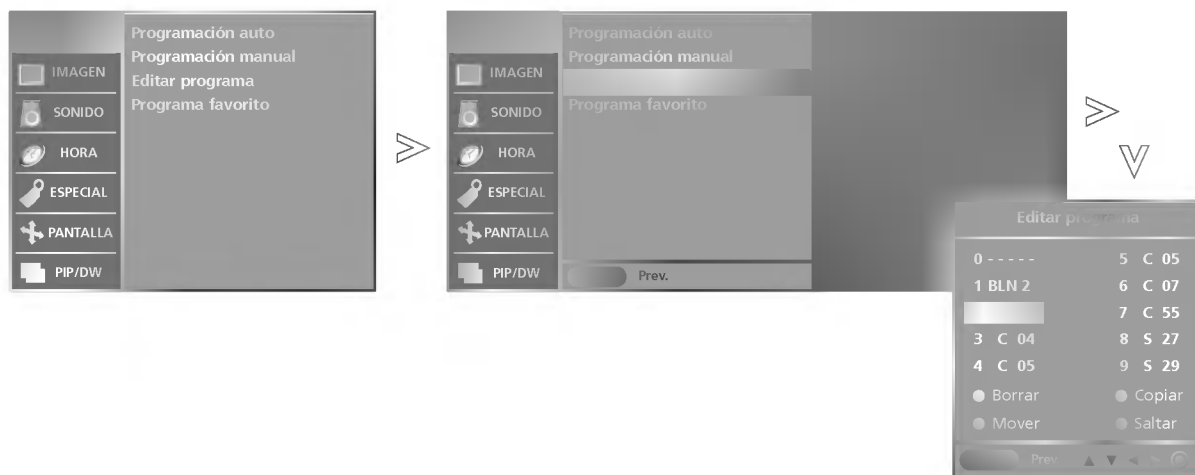 Programación auto
Programación manual
Editar programa
Programa favorito
IMAGEN
SONIDO
HORA
ESPECIAL
PANTALLA
PIP/DW
Programación auto
Programación manual
Programa favorito
IMAGEN
SONIDO
HORA
ESPECIAL
PANTALLA
PIP/DW
Prev.
Editar programa
0 - - - - -
1 BLN 2
3 C 04
4 C 05
5 C 05
6 C 07
7 C 55
8 S 27
9 S 29
Borrar
Copiar
Mover
Saltar
Prev.